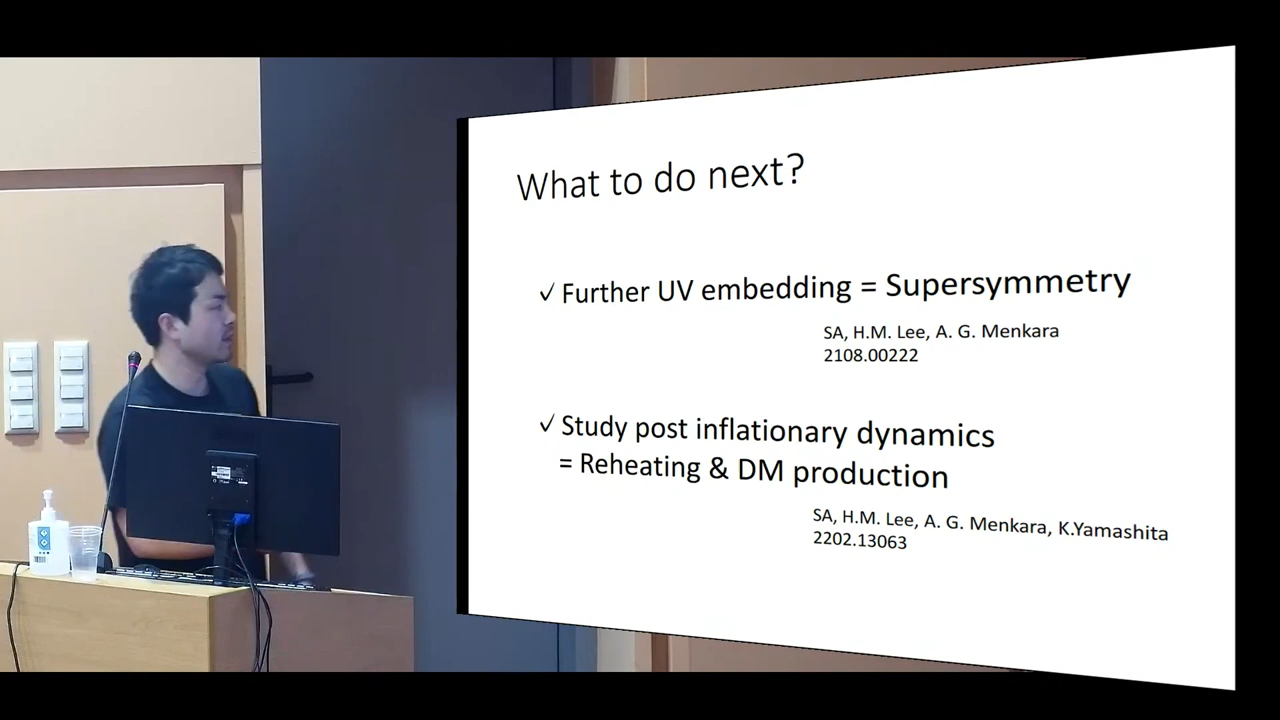 What to do next?
✓ Further UV embedding = Supersymmetry
SA, H.M. Lee, A. G. Menkara
2108.00222
✓ Study post inflationary dynamics
= Reheating & DM production
SA, H.M. Lee, A. G. Menkara, K.Yamashita
2202.13063